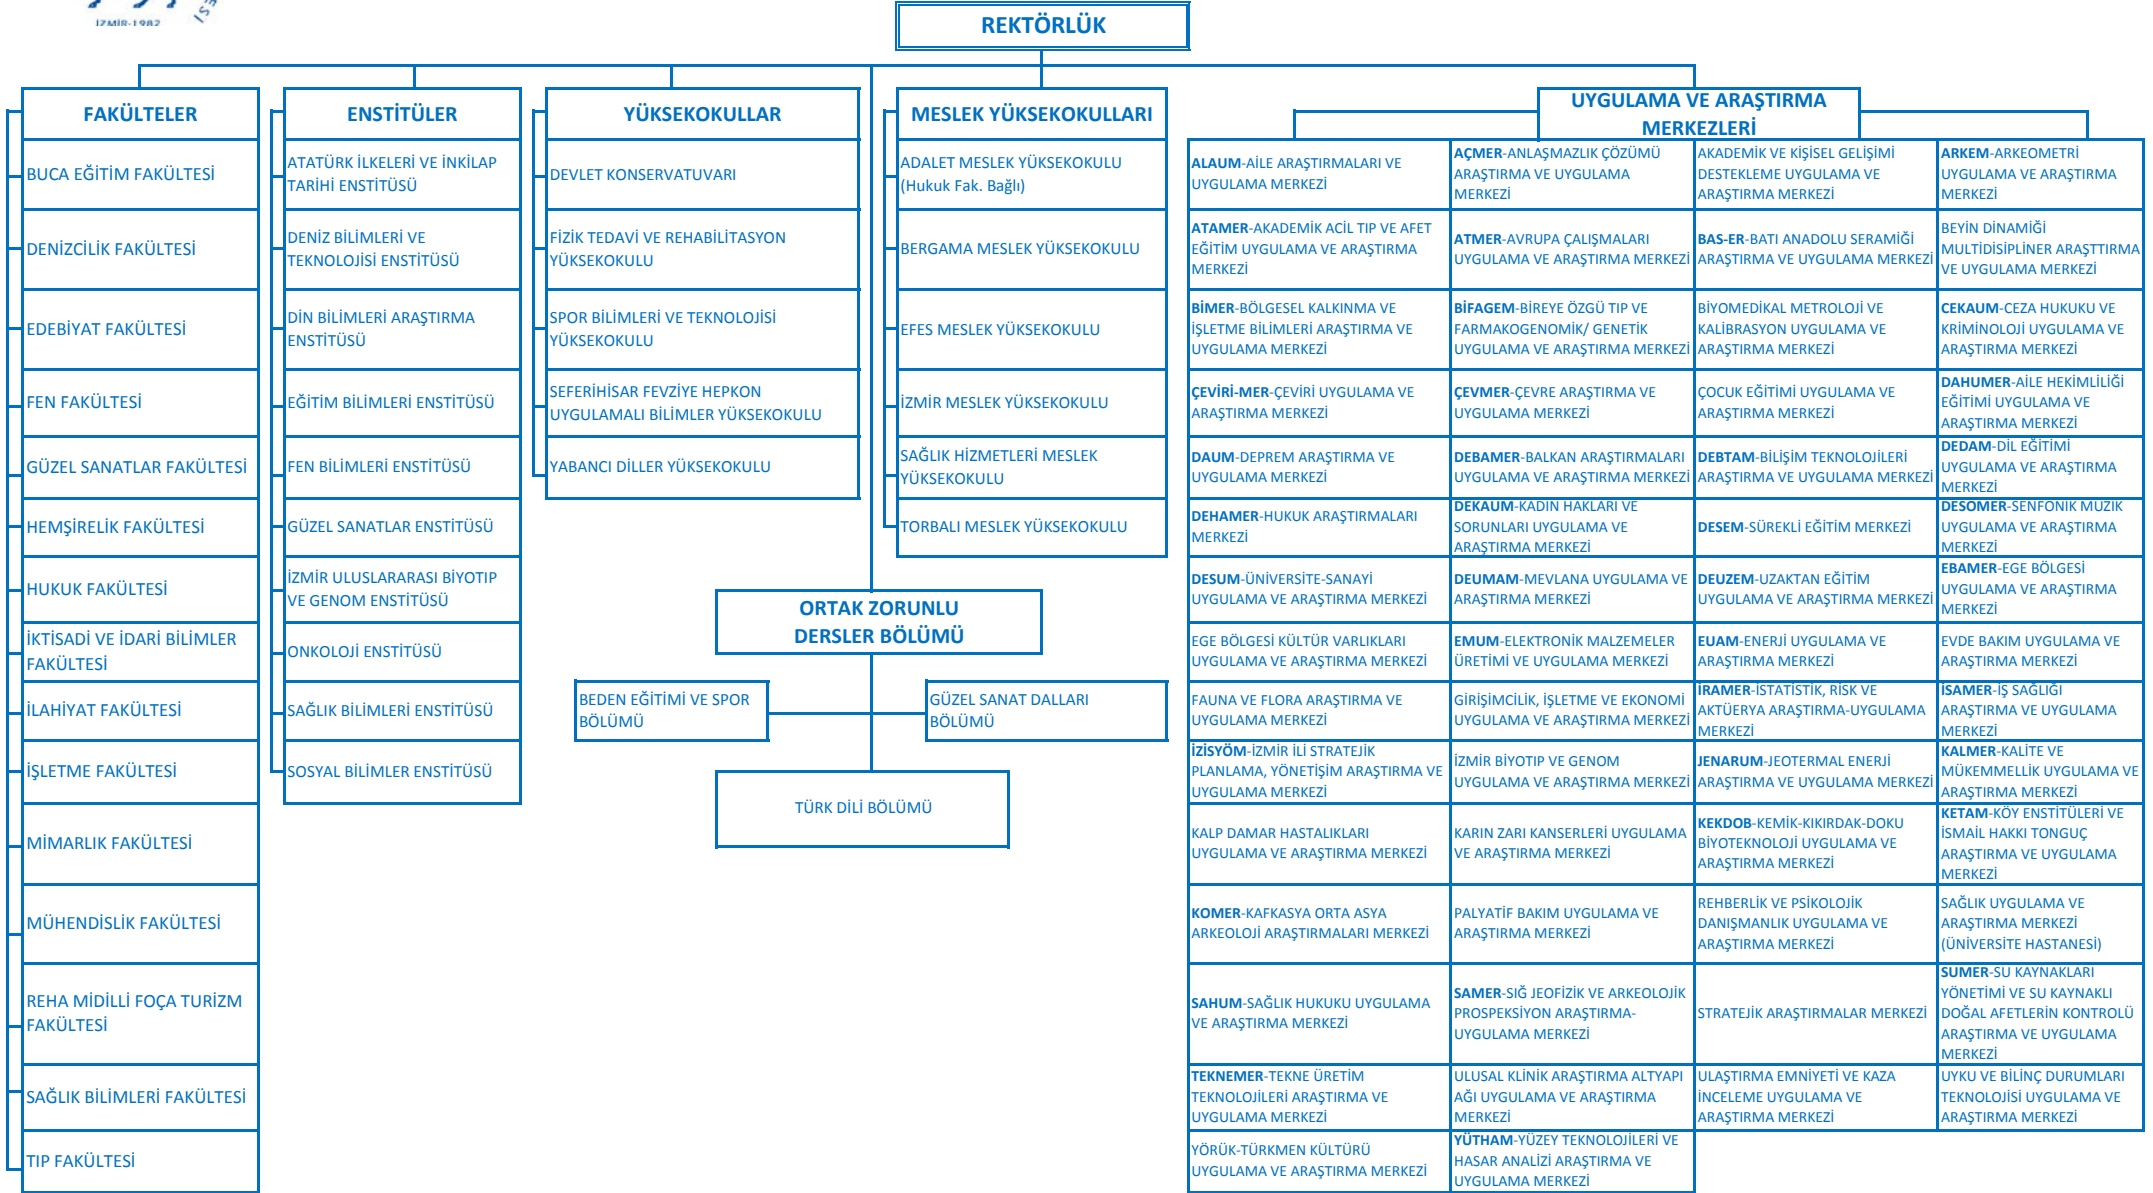 İZMİR-1982
REKTÖRLÜK
FAKÜLTELER
BUCA EĞİTİM FAKÜLTESİ
DENİZCİLİK FAKÜLTESİ
EDEBİYAT FAKÜLTESİ
FEN FAKÜLTESİ
GÜZEL SANATLAR FAKÜLTESİ
HEMŞİRELİK FAKÜLTESİ
HUKUK FAKÜLTESİ
İKTİSADİ VE İDARİ BİLİMLER
FAKÜLTESİ
İLAHİYAT FAKÜLTESİ
İŞLETME FAKÜLTESİ
MİMARLIK FAKÜLTESİ
MÜHENDİSLİK FAKÜLTESİ
REHA MİDİLLİ FOÇA TURİZM
FAKÜLTESİ
SAĞLIK BİLİMLERİ FAKÜLTESİ
TIP FAKÜLTESİ
ENSTİTÜLER
ATATÜRK İLKELERİ VE İNKİLAP
TARİHİ ENSTİTÜSÜ
DENİZ BİLİMLERİ VE
TEKNOLOJİSİ ENSTİTÜSÜ
DİN BİLİMLERİ ARAŞTIRMA
ENSTİTÜSÜ
EĞİTİM BİLİMLERİ ENSTİTÜSÜ
FEN BİLİMLERİ ENSTİTÜSÜ
GÜZEL SANATLAR ENSTİTÜSÜ
İZMİR ULUSLARARASI BİYOTIP
VE GENOM ENSTİTÜSÜ
ONKOLOJİ ENSTİTÜSÜ
SAĞLIK BİLİMLERİ ENSTİTÜSÜ
SOSYAL BİLİMLER ENSTİTÜSÜ
YÜKSEKOKULLAR
DEVLET KONSERVATUVARI
FİZİK TEDAVİ VE REHABİLİTASYON
YÜKSEKOKULU
SPOR BİLİMLERİ VE TEKNOLOJİSİ
YÜKSEKOKULU
SEFERİHİSAR FEVZİYE HEPKON
UYGULAMALI BİLİMLER YÜKSEKOKULU
YABANCI DİLLER YÜKSEKOKULU
MESLEK YÜKSEKOKULLARI
ADALET MESLEK YÜKSEKOKULU
(Hukuk Fak. Bağlı)
BERGAMA MESLEK YÜKSEKOKULU
EFES MESLEK YÜKSEKOKULU
İZMİR MESLEK YÜKSEKOKULU
SAĞLIK HİZMETLERİ MESLEK
YÜKSEKOKULU
TORBALI MESLEK YÜKSEKOKULU
ORTAK ZORUNLU
DERSLER BÖLÜMÜ
BEDEN EĞİTİMİ VE SPOR
BÖLÜMÜ
GÜZEL SANAT DALLARI
BÖLÜMÜ
TÜRK DİLİ BÖLÜMÜ
UYGULAMA VE ARAŞTIRMA
MERKEZLERİ
ALAUM-AİLE ARAŞTIRMALARI VE
UYGULAMA MERKEZİ
AÇMER-ANLAŞMAZLIK ÇÖZÜMÜ
ARAŞTIRMA VE UYGULAMA
MERKEZİ
AKADEMİK VE KİŞİSEL GELİŞİMİ
DESTEKLEME UYGULAMA VE
ARAŞTIRMA MERKEZİ
ARKEM-ARKEOMETRİ
UYGULAMA VE ARAŞTIRMA
MERKEZİ
ATAMER-AKADEMİK ACİL TIP VE AFET
EĞİTİM UYGULAMA VE ARAŞTIRMA
MERKEZİ
ATMER-AVRUPA ÇALIŞMALARI
UYGULAMA VE ARAŞTIRMA MERKEZİ
BAS-ER-BATI ANADOLU SERAMİĞİ
ARAŞTIRMA VE UYGULAMA MERKEZİ
BEYİN DİNAMİĞİ
MULTİDİSİPLİNER ARAŞTTIRMA
VE UYGULAMA MERKEZİ
BİMER-BÖLGESEL KALKINMA VE
İŞLETME BİLİMLERİ ARAŞTIRMA VE
UYGULAMA MERKEZİ
BİFAGEM-BİREYE ÖZGÜ TIP VE
FARMAKOGENOMİK/ GENETİK
UYGULAMA VE ARAŞTIRMA MERKEZİ
BİYOMEDİKAL METROLOJİ VE
KALİBRASYON UYGULAMA VE
ARAŞTIRMA MERKEZİ
CEKAUM-CEZA HUKUKU VE
KRİMİNOLOJİ UYGULAMA VE
ARAŞTIRMA MERKEZİ
ÇEVİRİ-MER-ÇEVİRİ UYGULAMA VE
ARAŞTIRMA MERKEZİ
ÇEVMER-ÇEVRE ARAŞTIRMA VE
UYGULAMA MERKEZİ
ÇOCUK EĞİTİMİ UYGULAMA VE
ARAŞTIRMA MERKEZİ
DAHUMER-AİLE HEKİMLİLİĞİ
EĞİTİMİ UYGULAMA VE
ARAŞTIRMA MERKEZİ
DAUM-DEPREM ARAŞTIRMA VE
UYGULAMA MERKEZİ
DEBAMER-BALKAN ARAŞTIRMALARI
UYGULAMA VE ARAŞTIRMA MERKEZİ
DEBTAM-BİLİŞİM TEKNOLOJİLERİ
ARAŞTIRMA VE UYGULAMA MERKEZİ
DEDAM-DİL EĞİTİMİ
UYGULAMA VE ARAŞTIRMA
MERKEZİ
DEHAMER-HUKUK ARAŞTIRMALARI
MERKEZİ
DEKAUM-KADIN HAKLARI VE
SORUNLARI UYGULAMA VE
ARAŞTIRMA MERKEZİ
DESEM-SÜREKLİ EĞİTİM MERKEZİ
DESOMER-SENFONİK MÜZİK
UYGULAMA VE ARAŞTIRMA
MERKEZİ
DESUM-ÜNİVERSİTE-SANAYİ
UYGULAMA VE ARAŞTIRMA MERKEZİ
DEUMAM-MEVLANA UYGULAMA VE
ARAŞTIRMA MERKEZİ
DEUZEM-UZAKTAN EĞİTİM
UYGULAMA VE ARAŞTIRMA MERKEZİ
EBAMER-EGE BÖLGESİ
UYGULAMA VE ARAŞTIRMA
MERKEZİ
EGE BÖLGESİ KÜLTÜR VARLIKLARI
UYGULAMA VE ARAŞTIRMA MERKEZİ
EMUM-ELEKTRONİK MALZEMELER
ÜRETİMİ VE UYGULAMA MERKEZİ
EUAM-ENERJİ UYGULAMA VE
ARAŞTIRMA MERKEZİ
EVDE BAKIM UYGULAMA VE
ARAŞTIRMA MERKEZİ
FAUNA VE FLORA ARAŞTIRMA VE
UYGULAMA MERKEZİ
GİRİŞİMCİLİK, İŞLETME VE EKONOMİ
UYGULAMA VE ARAŞTIRMA MERKEZİ
İRAMER-İSTATİSTİK, RİSK VE
AKTÜERYA ARAŞTIRMA-UYGULAMA
MERKEZİ
İSAMER-İŞ SAĞLIĞI
ARAŞTIRMA VE UYGULAMA
MERKEZİ
İZİSYÖM-İZMİR İLİ STRATEJİK
PLANLAMA, YÖNETİŞİM ARAŞTIRMA VE
UYGULAMA MERKEZİ
İZMİR BİYOTIP VE GENOM
UYGULAMA VE ARAŞTIRMA MERKEZİ
JENARUM-JEOTERMAL ENERJİ
ARAŞTIRMA VE UYGULAMA MERKEZİ
KALMER-KALİTE VE
MÜKEMMELLİK UYGULAMA VE
ARAŞTIRMA MERKEZİ
KALP DAMAR HASTALIKLARI
UYGULAMA VE ARAŞTIRMA MERKEZİ
KARIN ZARI KANSERLERİ UYGULAMA
VE ARAŞTIRMA MERKEZİ
KEKDOB-KEMİK-KIKIRDAK-DOKU
BİYOTEKNOLOJİ UYGULAMA VE
ARAŞTIRMA MERKEZİ
KETAM-KÖY ENSTİTÜLERİ VE
İSMAİL HAKKI TONGUÇ
ARAŞTIRMA VE UYGULAMA
MERKEZİ
KOMER-KAFKASYA ORTA ASYA
ARKEOLOJİ ARAŞTIRMALARI MERKEZİ
PALYATİF BAKIM UYGULAMA VE
ARAŞTIRMA MERKEZİ
REHBERLİK VE PSİKOLOJİK
DANIŞMANLIK UYGULAMA VE
ARAŞTIRMA MERKEZİ
SAĞLIK UYGULAMA VE
ARAŞTIRMA MERKEZİ
(ÜNİVERSİTE HASTANESİ)
SAHUM-SAĞLIK HUKUKU UYGULAMA
VE ARAŞTIRMA MERKEZİ
SAMER-SIĞ JEOFİZİK VE ARKEOLOJİK
PROSPEKSİYON ARAŞTIRMA-
UYGULAMA MERKEZİ
STRATEJİK ARAŞTIRMALAR MERKEZİ
SUMER-SU KAYNAKLARI
YÖNETİMİ VE SU KAYNAKLI
DOĞAL AFETLERİN KONTROLÜ
ARAŞTIRMA VE UYGULAMA
MERKEZİ
TEKNEMER-TEKNE ÜRETİM
TEKNOLOJİLERİ ARAŞTIRMA VE
UYGULAMA MERKEZİ
ULUSAL KLİNİK ARAŞTIRMA ALTYAPI
AĞI UYGULAMA VE ARAŞTIRMA
MERKEZİ
ULAŞTIRMA EMNİYETİ VE KAZA
İNCELEME UYGULAMA VE
ARAŞTIRMA MERKEZİ
UYKU VE BİLİNÇ DURUMLARI
TEKNOLOJİSİ UYGULAMA VE
ARAŞTIRMA MERKEZİ
YÖRÜK-TÜRKMEN KÜLTÜRÜ
UYGULAMA VE ARAŞTIRMA MERKEZİ
YÜTHAM-YÜZEY TEKNOLOJİLERİ VE
HASAR ANALİZİ ARAŞTIRMA VE
UYGULAMA MERKEZİ